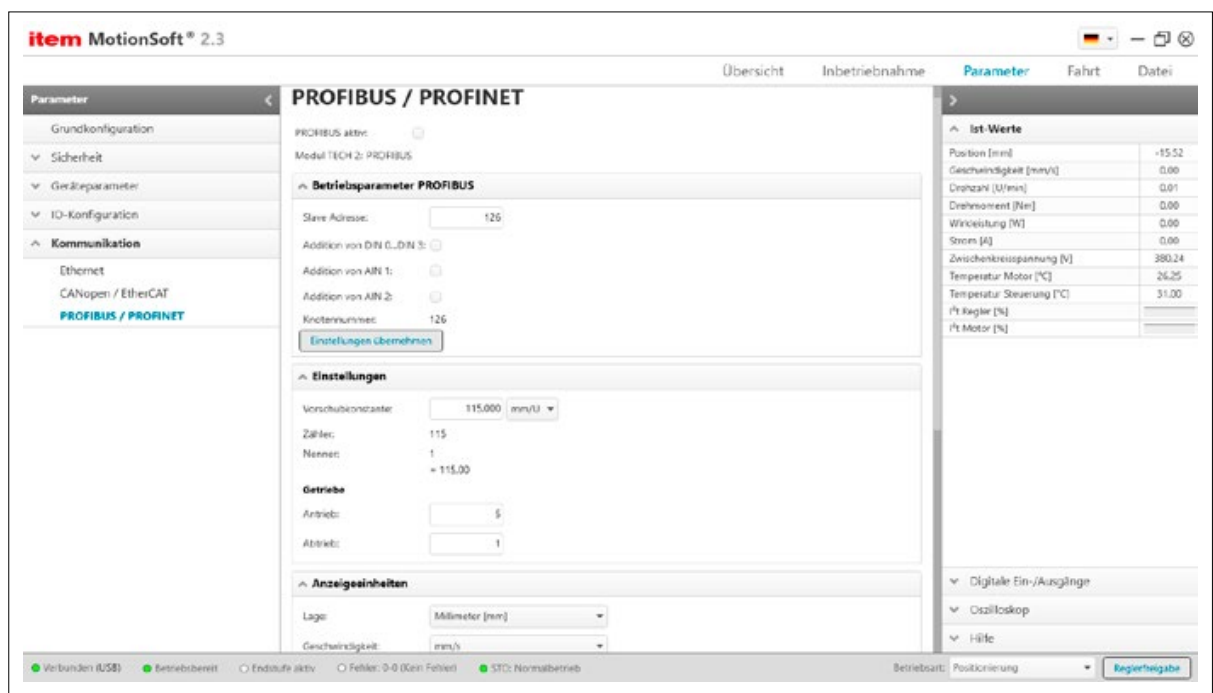 item MotionSoft® 2.3
Übersicht Inbetriebnahme Parameter Fahrt Datei
Parameter
Grundkonfiguration
Sicherheit
Geräteparameter
IO-Konfiguration
Kommunikation
Ethernet
CANopen / EtherCAT
PROFIBUS / PROFINET
PROFIBUS / PROFINET
PROFIBUS aktiv:
Modul TECH 2: PROFIBUS
Betriebsparameter PROFIBUS
Slave Adresse: 126
Addition von DIN 0...DIN 3:
Addition von AIN 1:
Addition von AIN 2:
Knotennummer: 126
Einstellungen übernehmen
Einstellungen
Vorschubkonstante: 115.000 mm/U
Zähler: 115
Nenner: 1
= 115.00
Getriebe
Antrieb: 5
Abtrieb: 1
Anzeigeeinheiten
Lage: Millimeter [mm]
Geschwindigkeit: mm/s
Ist-Werte
Position [mm] -15.52
Geschwindigkeit [mm/s] 0.00
Drehzahl [U/min] 0.01
Drehmoment [Nm] 0.00
Wirkleistung [W] 0.00
Strom [A] 0.00
Zwischenkreisspannung [V] 380.24
Temperatur Motor [°C] 26.25
Temperatur Steuerung [°C] 31.00
I²t Regler [%]
I²t Motor [%]
Digitale Ein-/Ausgänge
Oszilloskop
Hilfe
Verbunden (USB) Betriebsbereit Endstufe aktiv Fehler: 0-0 (Kein Fehler) STO: Normalbetrieb Betriebsart: Positionierung Reglerfreigabe